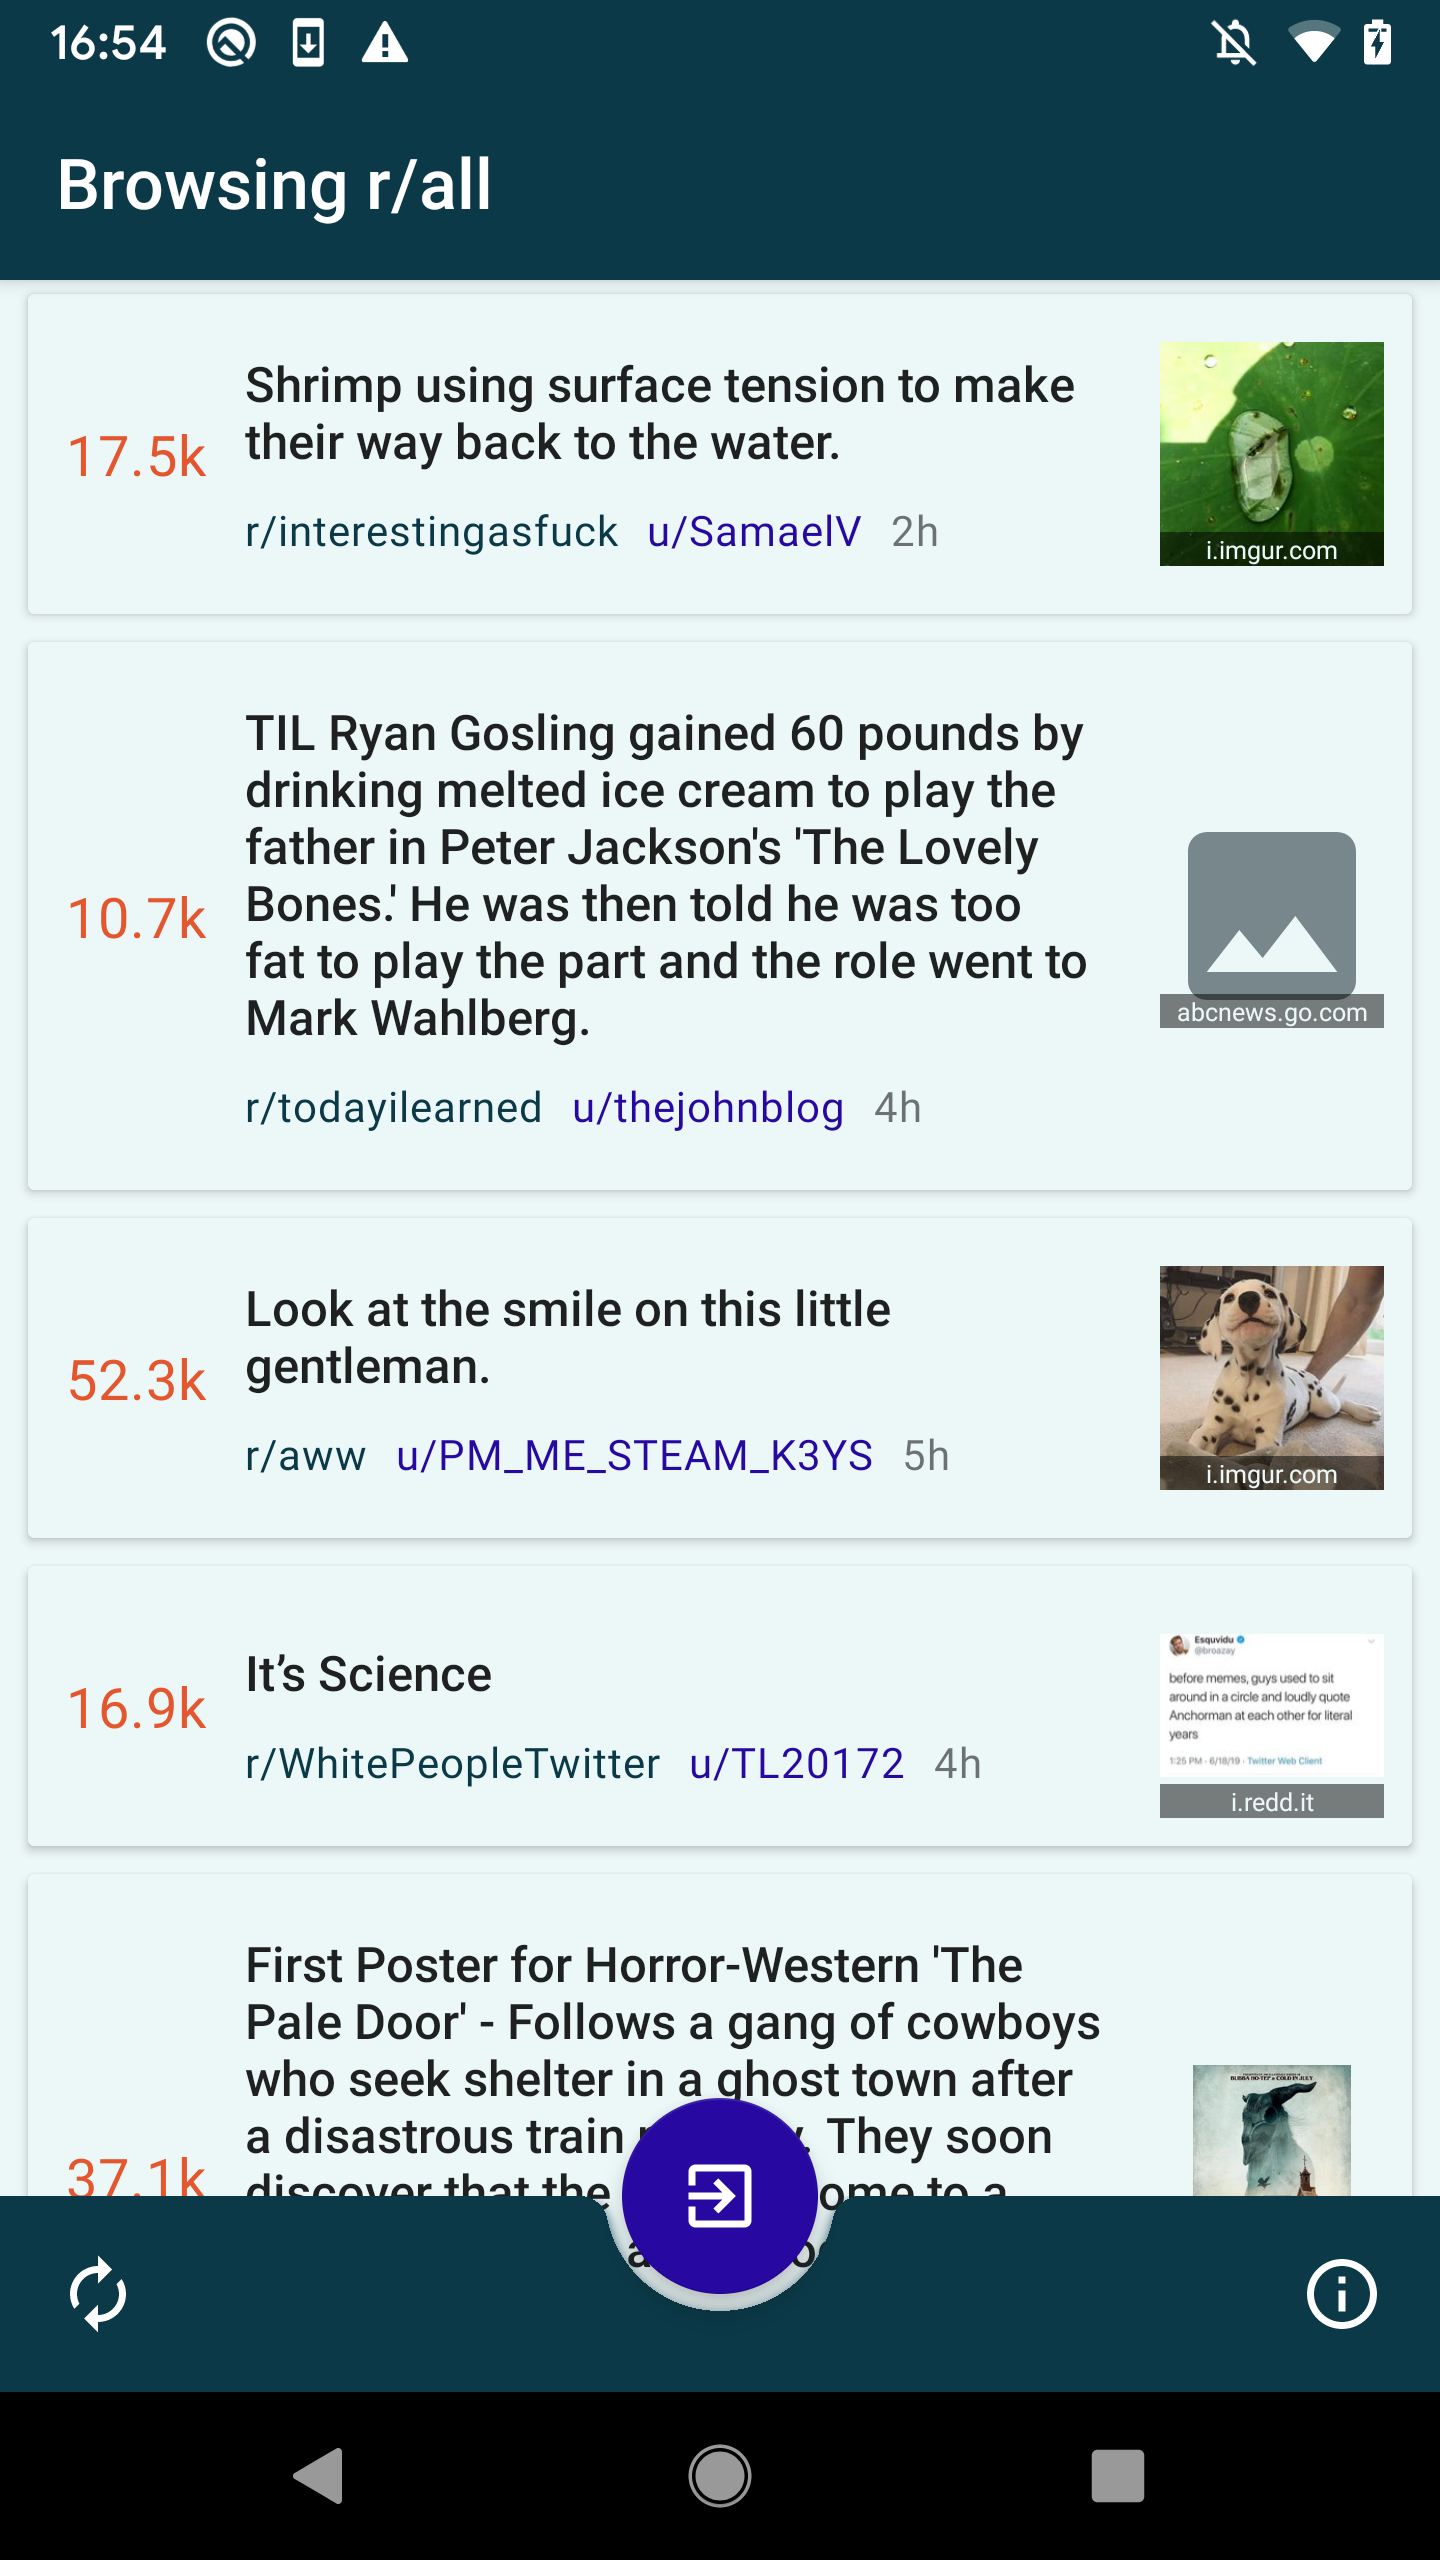 16:54
Browsing r/all
Shrimp using surface tension to make
their way back to the water.
17.5k
r/interestingasfuck u/SamaelV 2h
i.imgur.com
TIL Ryan Gosling gained 60 pounds by
drinking melted ice cream to play the
father in Peter Jackson's 'The Lovely
Bones.' He was then told he was too
fat to play the part and the role went to
Mark Wahlberg.
10.7k
r/todayilearned u/thejohnblog 4h
abcnews.go.com
Look at the smile on this little
gentleman.
52.3k
r/aww u/PM_ME_STEAM_K3YS 5h
i.imgur.com
It’s Science
16.9k
r/WhitePeopleTwitter u/TL20172 4h
Esquvidu
@broazay
before memes, guys used to sit
around in a circle and loudly quote
Anchorman at each other for literal
years
1:25 PM · 6/18/19 · Twitter Web Client
i.redd.it
First Poster for Horror-Western 'The
Pale Door' - Follows a gang of cowboys
who seek shelter in a ghost town after
a disastrous train They soon
discover that the to a
37.1k
BUBBA HO-TEP & COLD IN JULY